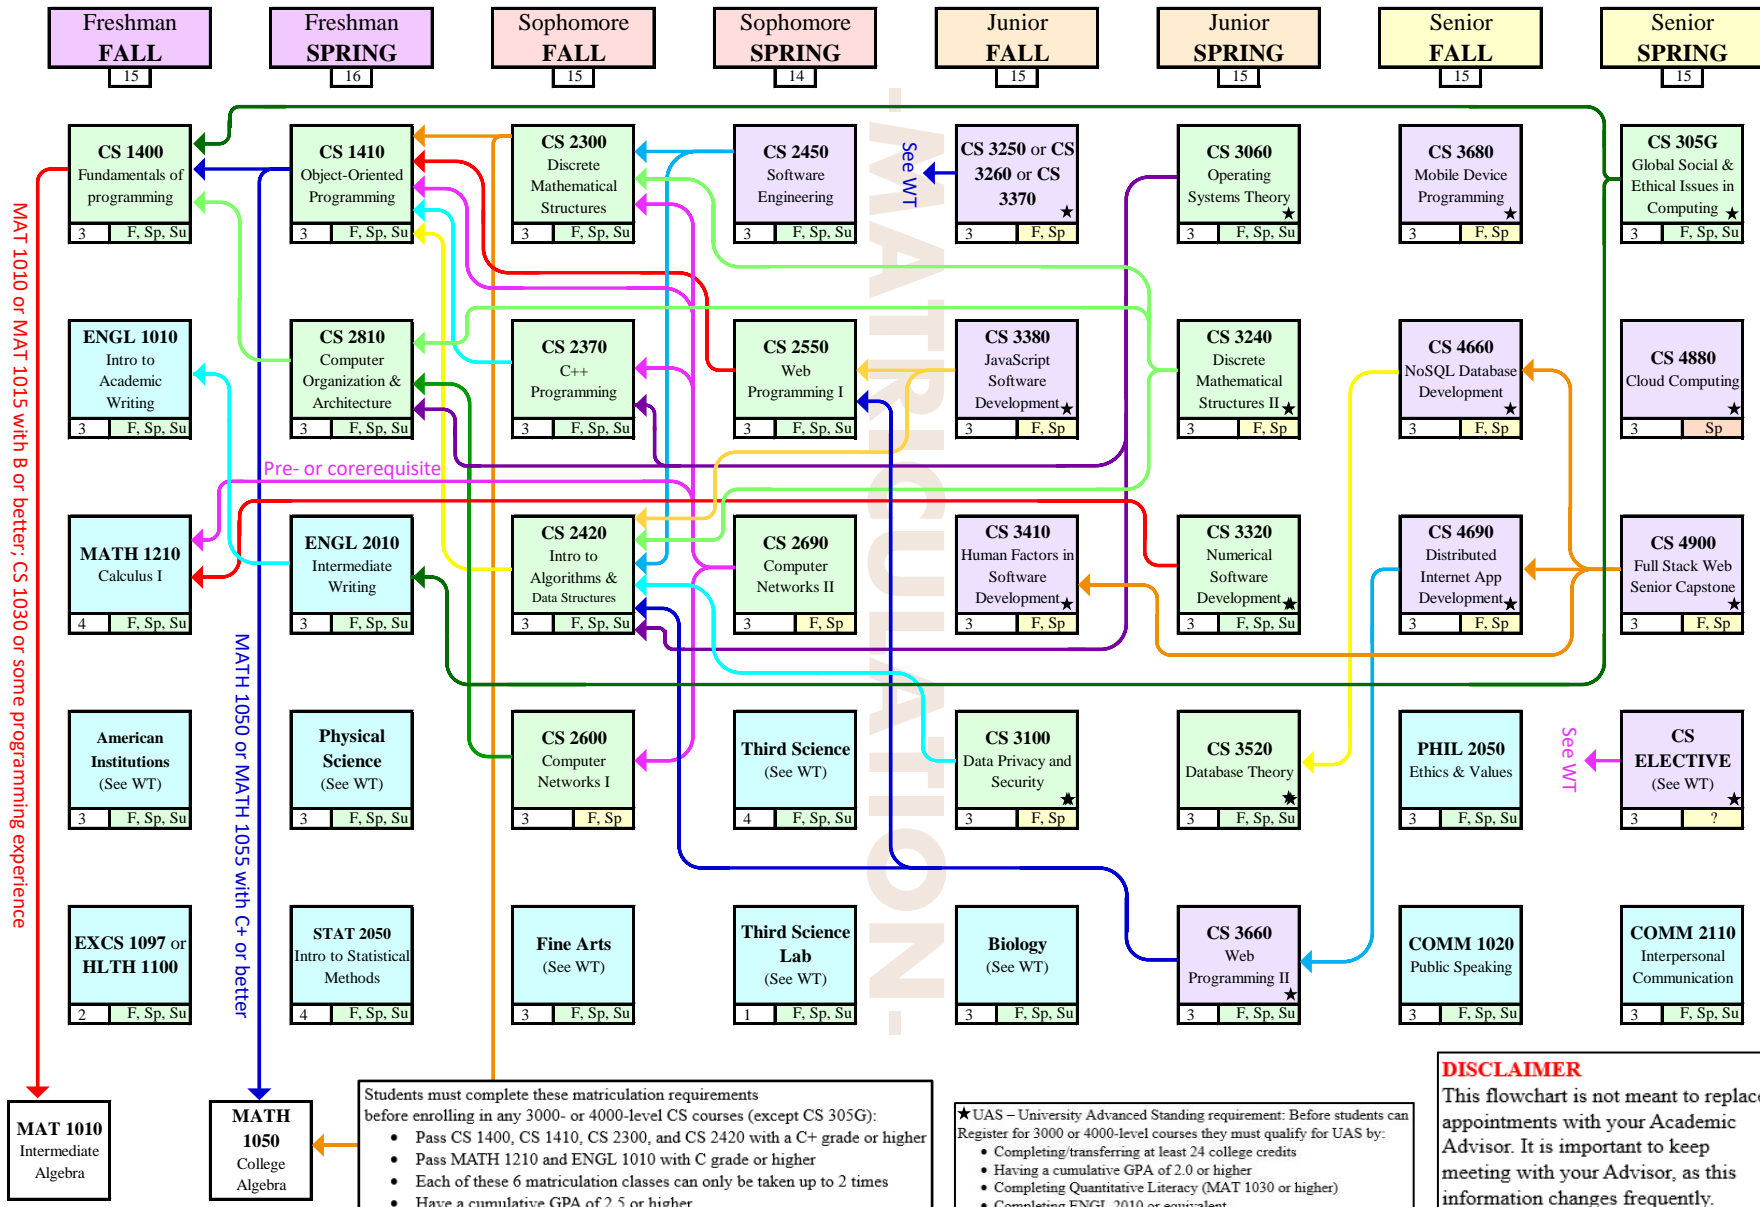 Freshman
FALL
15
Freshman
SPRING
16
Sophomore
FALL
15
Sophomore
SPRING
14
Junior
FALL
15
Junior
SPRING
15
Senior
FALL
15
Senior
SPRING
15
-MATRICULATION-
CS 1400
Fundamentals of
programming
3 F, Sp, Su
CS 1410
Object-Oriented
Programming
3 F, Sp, Su
CS 2300
Discrete
Mathematical
Structures
3 F, Sp, Su
CS 2450
Software
Engineering
3 F, Sp, Su
See WT
CS 3250 or CS
3260 or CS
3370
★
3 F, Sp
CS 3060
Operating
Systems Theory ★
3 F, Sp, Su
CS 3680
Mobile Device
Programming ★
3 F, Sp
CS 305G
Global Social &
Ethical Issues in
Computing ★
3 F, Sp, Su
MAT 1010 or MAT 1015 with B or better; CS 1030 or some programming experience
ENGL 1010
Intro to
Academic
Writing
3 F, Sp, Su
CS 2810
Computer
Organization &
Architecture
3 F, Sp, Su
CS 2370
C++
Programming
3 F, Sp, Su
CS 2550
Web
Programming I
3 F, Sp, Su
CS 3380
JavaScript
Software
Development ★
3 F, Sp
CS 3240
Discrete
Mathematical
Structures II ★
3 F, Sp
CS 4660
NoSQL Database
Development ★
3 F, Sp
CS 4880
Cloud Computing
★
3 Sp
Pre- or corerequisite
MATH 1210
Calculus I
4 F, Sp, Su
ENGL 2010
Intermediate
Writing
3 F, Sp, Su
CS 2420
Intro to
Algorithms &
Data Structures
3 F, Sp, Su
CS 2690
Computer
Networks II
3 F, Sp
CS 3410
Human Factors in
Software
Development ★
3 F, Sp
CS 3320
Numerical
Software
Development ★
3 F, Sp, Su
CS 4690
Distributed
Internet App
Development ★
3 F, Sp
CS 4900
Full Stack Web
Senior Capstone
★
3 F, Sp
MATH 1050 or MATH 1055 with C+ or better
American
Institutions
(See WT)
3 F, Sp, Su
Physical
Science
(See WT)
3 F, Sp, Su
CS 2600
Computer
Networks I
3 F, Sp
Third Science
(See WT)
4 F, Sp, Su
CS 3100
Data Privacy and
Security
★
3 F, Sp
CS 3520
Database Theory
★
3 F, Sp, Su
PHIL 2050
Ethics & Values
3 F, Sp, Su
See WT
CS
ELECTIVE
(See WT)
★
3 ?
EXCS 1097 or
HLTH 1100
2 F, Sp, Su
STAT 2050
Intro to Statistical
Methods
4 F, Sp, Su
Fine Arts
(See WT)
3 F, Sp, Su
Third Science
Lab
(See WT)
1 F, Sp, Su
Biology
(See WT)
3 F, Sp, Su
CS 3660
Web
Programming II
★
3 F, Sp, Su
COMM 1020
Public Speaking
3 F, Sp, Su
COMM 2110
Interpersonal
Communication
3 F, Sp, Su
MAT 1010
Intermediate
Algebra
MATH
1050
College
Algebra
Students must complete these matriculation requirements
before enrolling in any 3000- or 4000-level CS courses (except CS 305G):
• Pass CS 1400, CS 1410, CS 2300, and CS 2420 with a C+ grade or higher
• Pass MATH 1210 and ENGL 1010 with C grade or higher
• Each of these 6 matriculation classes can only be taken up to 2 times
• Have a cumulative GPA of 2.5 or higher
★UAS – University Advanced Standing requirement: Before students can
Register for 3000 or 4000-level courses they must qualify for UAS by:
• Completing/transferring at least 24 college credits
• Having a cumulative GPA of 2.0 or higher
• Completing Quantitative Literacy (MAT 1030 or higher)
• Completing ENGL 2010 or equivalent
DISCLAIMER
This flowchart is not meant to replace
appointments with your Academic
Advisor. It is important to keep
meeting with your Advisor, as this
information changes frequently.